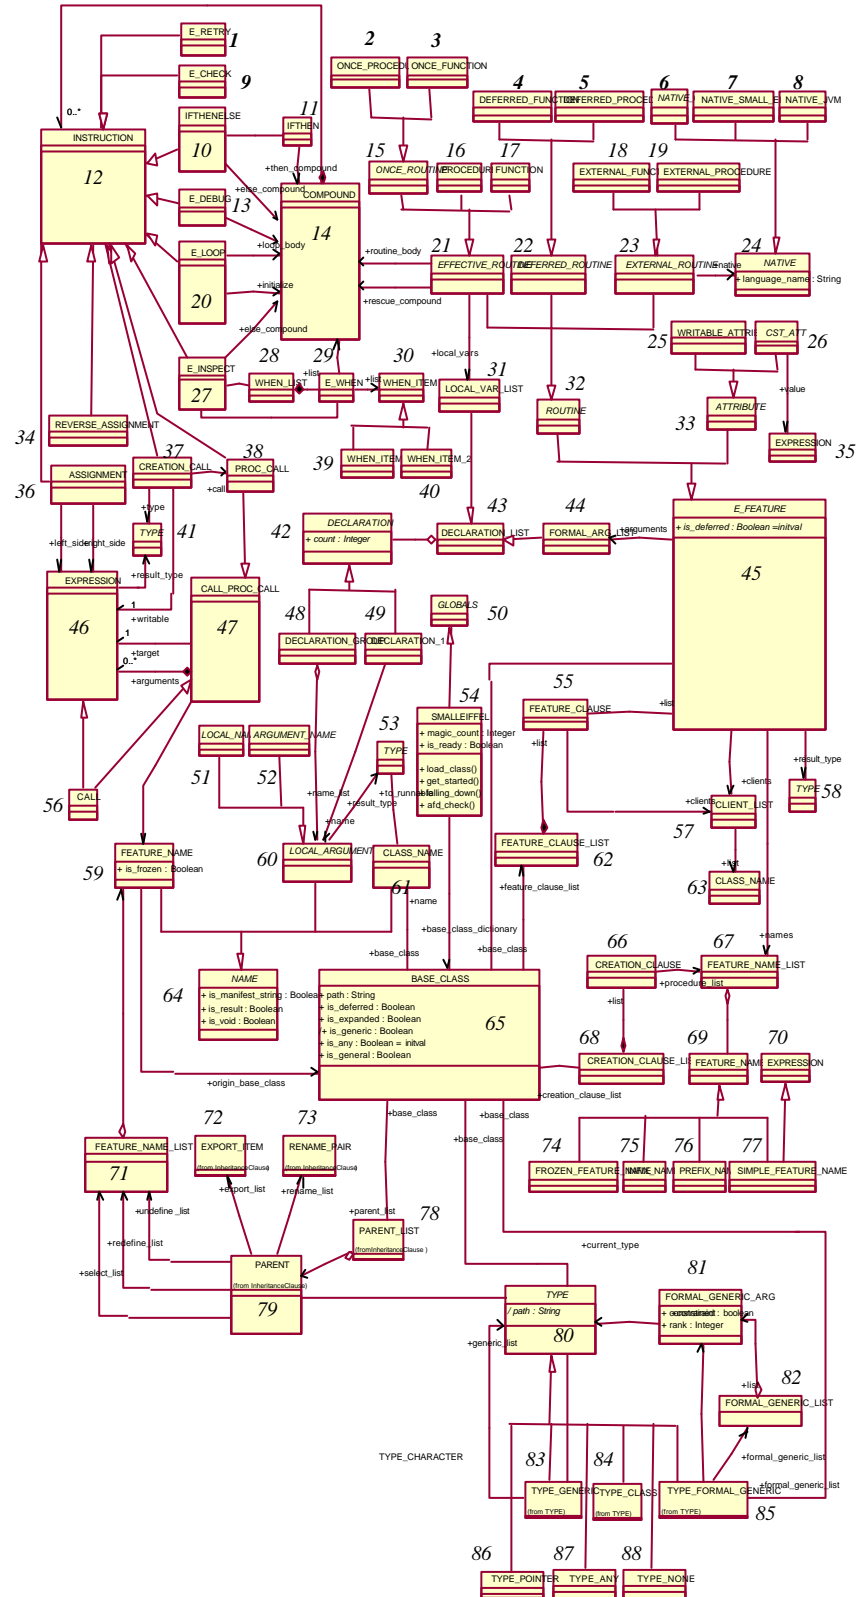 E_RETRY
1
E_CHECK
9
2
3
ONCE_PROCEDU
ONCE_FUNCTION
4
5
6
7
8
DEFERRED_FUNCTION
DEFERRED_PROCED
NATIVE_
NATIVE_SMALL_E
NATIVE_JVM
0..*
INSTRUCTION
12
IFTHENELSE
10
11
IFTHEN
+then_compound
+else_compound
E_DEBUG
13
COMPOUND
14
+loop_body
E_LOOP
20
+initialize
+else_compound
E_INSPECT
27
15
16
17
ONCE_ROUTINE
PROCEDURE
FUNCTION
18
19
EXTERNAL_FUNC
EXTERNAL_PROCEDURE
+routine_body
+rescue_compound
21
EFFECTIVE_ROUTINE
22
DEFERRED_ROUTINE
23
EXTERNAL_ROUTINE
+native
24
NATIVE
+ language_name : String
28
WHEN_LIST
+list
29
E_WHEN
+list
30
WHEN_ITEM
+local_vars
31
LOCAL_VAR_LIST
25
WRITABLE_ATTRIB
CST_ATT
26
+value
32
ROUTINE
33
ATTRIBUTE
EXPRESSION
35
34
REVERSE_ASSIGNMENT
39
WHEN_ITEM
WHEN_ITEM_2
40
36
ASSIGNMENT
37
CREATION_CALL
38
PROC_CALL
+call
+type
41
TYPE
+left_side
+right_side
+result_type
42
DECLARATION
+ count : Integer
43
DECLARATION_LIST
44
FORMAL_ARG_LIST
+arguments
E_FEATURE
+ is_deferred : Boolean =initval
45
EXPRESSION
46
1
+writable
1
+target
0..*
+arguments
CALL_PROC_CALL
47
48
DECLARATION_GROUP
49
DECLARATION_1
GLOBALS
50
51
LOCAL_NAME
52
ARGUMENT_NAME
53
TYPE
+to_runnable
54
SMALLEIFFEL
+ magic_count : Integer
+ is_ready : Boolean
+ load_class()
+ get_started()
+ falling_down()
+ afd_check()
55
FEATURE_CLAUSE
+list
+list
+clients
+result_type
+clients
CLIENT_LIST
57
TYPE
58
56
CALL
+name_list
+result_type
+name
59
FEATURE_NAME
+ is_frozen : Boolean
60
LOCAL_ARGUMENT
CLASS_NAME
61
+name
FEATURE_CLAUSE_LIST
62
+feature_clause_list
+list
63
CLASS_NAME
+names
+base_class
+base_class_dictionary
+base_class
64
NAME
+ is_manifest_string : Boolean
+ is_result : Boolean
+ is_void : Boolean
BASE_CLASS
+ path : String
+ is_deferred : Boolean
+ is_expanded : Boolean
/+ is_generic : Boolean
+ is_any : Boolean = initval
+ is_general : Boolean
65
66
CREATION_CLAUSE
+list
67
FEATURE_NAME_LIST
+procedure_list
68
CREATION_CLAUSE_LIST
+creation_clause_list
69
FEATURE_NAME
70
EXPRESSION
+origin_base_class
+base_class
+base_class
+base_class
71
FEATURE_NAME_LIST
72
EXPORT_ITEM
(from InheritanceClause)
73
RENAME_PAIR
(from InheritanceClause)
74
FROZEN_FEATURE_NAME
75
INFIX_NAME
76
PREFIX_NAME
77
SIMPLE_FEATURE_NAME
+undefine_list
+export_list
+rename_list
+redefine_list
+select_list
+parent_list
78
PARENT_LIST
(fromInheritanceClause )
PARENT
(from InheritanceClause)
79
+current_type
TYPE
/ path : String
80
+generic_list
81
FORMAL_GENERIC_ARG
+ rank : Integer
+list
82
FORMAL_GENERIC_LIST
TYPE_CHARACTER
+formal_generic_list
+formal_generic_list
83
TYPE_GENERIC
(from TYPE)
84
TYPE_CLASS
(from TYPE)
TYPE_FORMAL_GENERIC
(from TYPE)
85
86
TYPE_POINTER
87
TYPE_ANY
88
TYPE_NONE